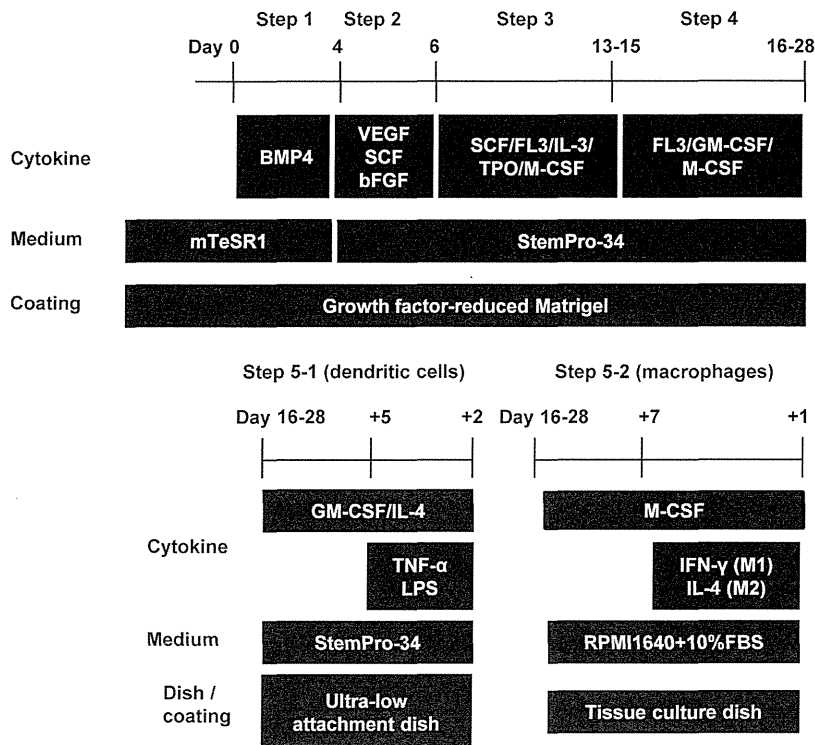 Step 1 Step 2 Step 3 Step 4
Day 0 4 6 13-15 16-28
Cytokine
BMP4
VEGF
SCF
bFGF
SCF/FL3/IL-3/
TPO/M-CSF
FL3/GM-CSF/
M-CSF
Medium
mTeSR1
StemPro-34
Coating
Growth factor-reduced Matrigel
Step 5-1 (dendritic cells)
Day 16-28 +5 +2
Cytokine
GM-CSF/IL-4
TNF-α
LPS
Medium
StemPro-34
Dish /
coating
Ultra-low
attachment dish
Step 5-2 (macrophages)
Day 16-28 +7 +1
M-CSF
IFN-γ (M1)
IL-4 (M2)
RPMI1640+10%FBS
Tissue culture dish